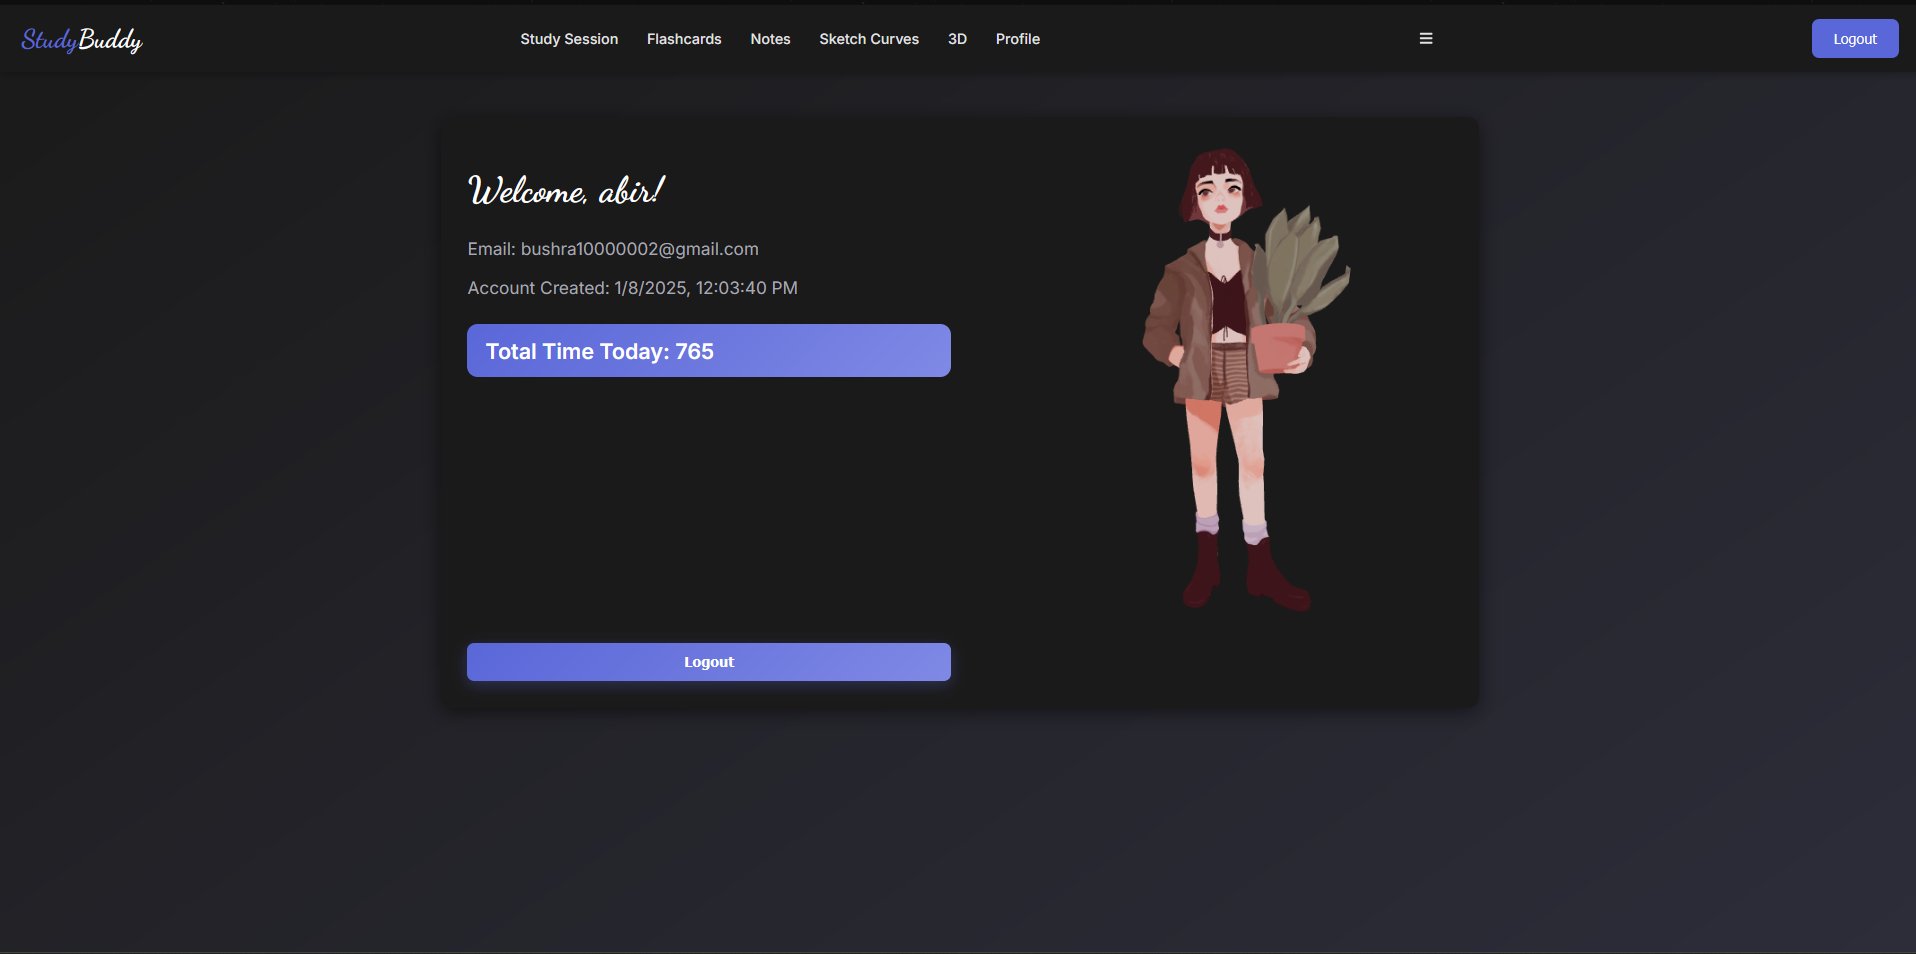 StudyBuddy
Study Session Flashcards Notes Sketch Curves 3D Profile
Logout
Welcome, abir!
Email: bushra10000002@gmail.com
Account Created: 1/8/2025, 12:03:40 PM
Total Time Today: 765
Logout